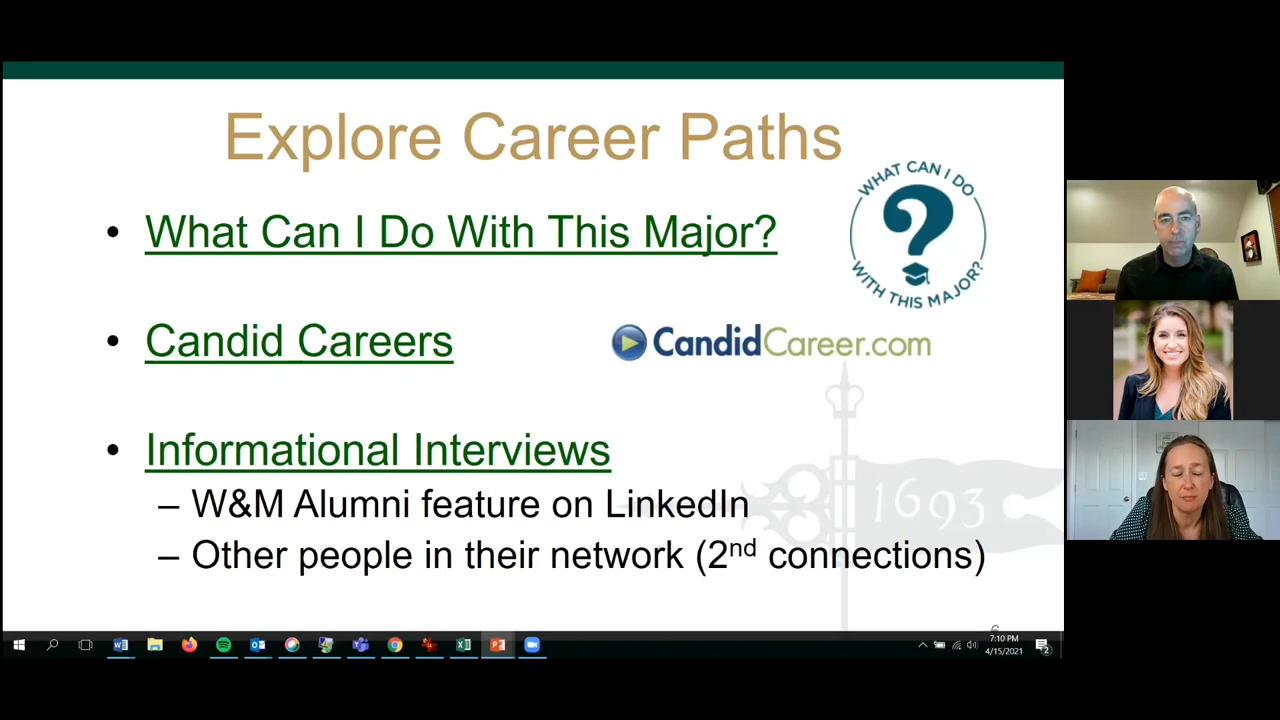 Explore Career Paths
WHAT CAN I DO
WITH THIS MAJOR?
• What Can I Do With This Major?
• Candid Careers
CandidCareer.com
• Informational Interviews
– W&M Alumni feature on LinkedIn
1693
– Other people in their network (2nd connections)
6
7:10 PM
4/15/2021
2